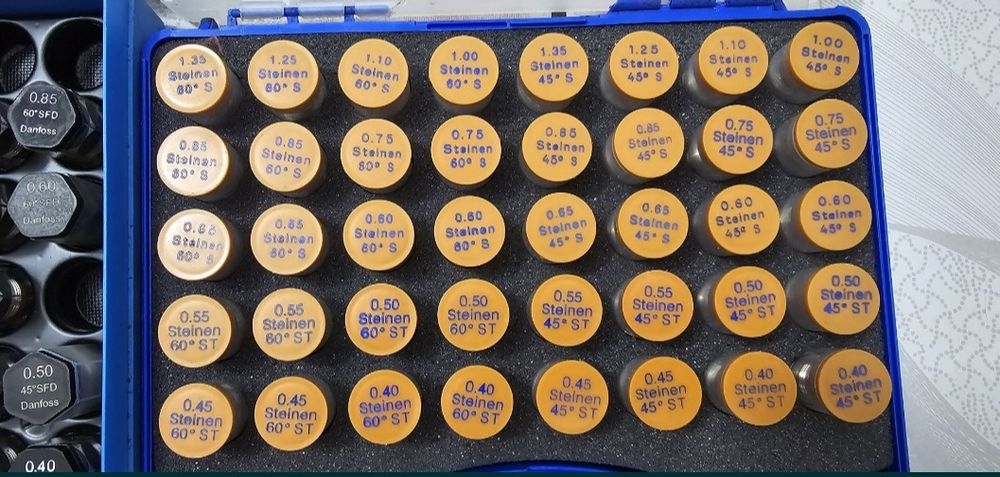 0.85
60°SFD
Danfoss
0.60
60°SFD
Danfoss
0.50
45°SFD
Danfoss
0.40
1.35
Steinen
60° S
1.25
Steinen
60° S
1.10
Steinen
60° S
1.00
Steinen
60° S
1.35
Steinen
45° S
1.25
Steinen
45° S
1.10
Steinen
45° S
1.00
Steinen
45° S
0.85
Steinen
60° S
0.85
Steinen
60° S
0.75
Steinen
60° S
0.75
Steinen
60° S
0.85
Steinen
45° S
0.85
Steinen
45° S
0.75
Steinen
45° S
0.75
Steinen
45° S
0.65
Steinen
60° S
0.65
Steinen
60° S
0.60
Steinen
60° S
0.60
Steinen
60° S
0.65
Steinen
45° S
0.65
Steinen
45° S
0.60
Steinen
45° S
0.60
Steinen
45° S
0.55
Steinen
60° ST
0.55
Steinen
60° ST
0.50
Steinen
60° ST
0.50
Steinen
60° ST
0.55
Steinen
45° ST
0.55
Steinen
45° ST
0.50
Steinen
45° ST
0.50
Steinen
45° ST
0.45
Steinen
60° ST
0.45
Steinen
60° ST
0.40
Steinen
60° ST
0.40
Steinen
60° ST
0.45
Steinen
45° ST
0.45
Steinen
45° ST
0.40
Steinen
45° ST
0.40
Steinen
45° ST